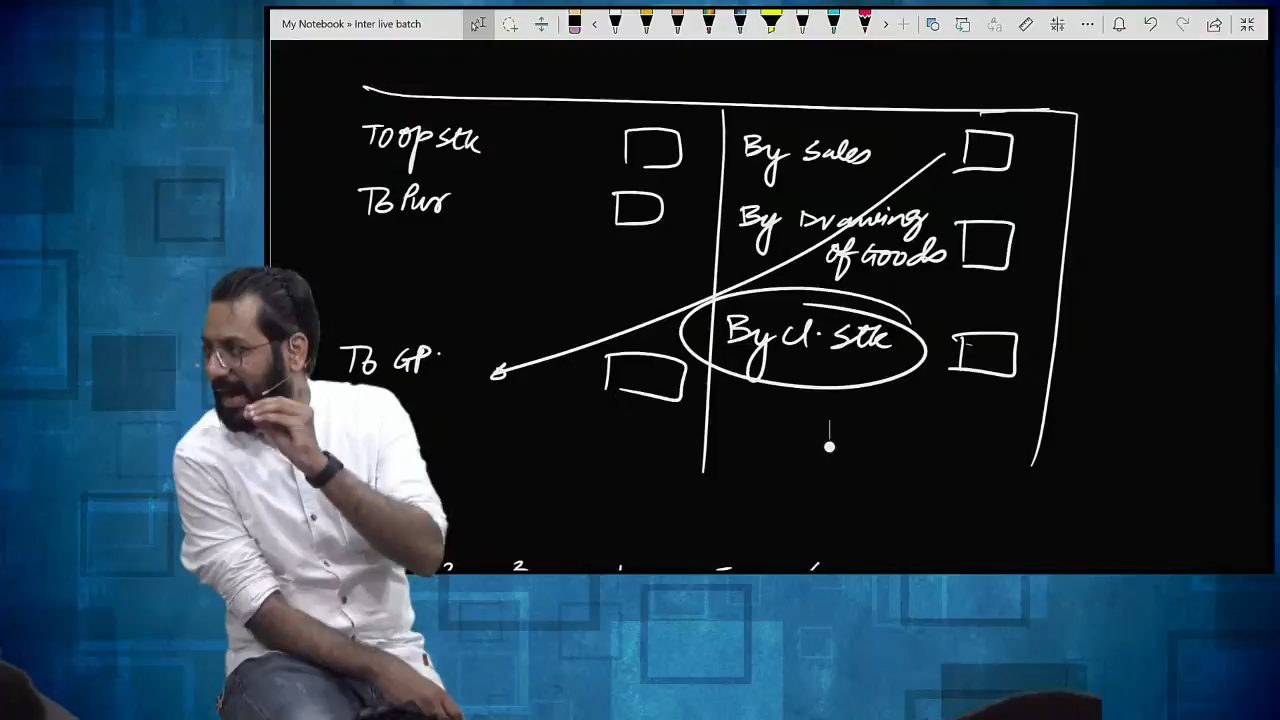 My Notebook » Inter live batch
To op stk
By Sales
To Pur
By Drawing
of Goods
By cl. stk
To GP.